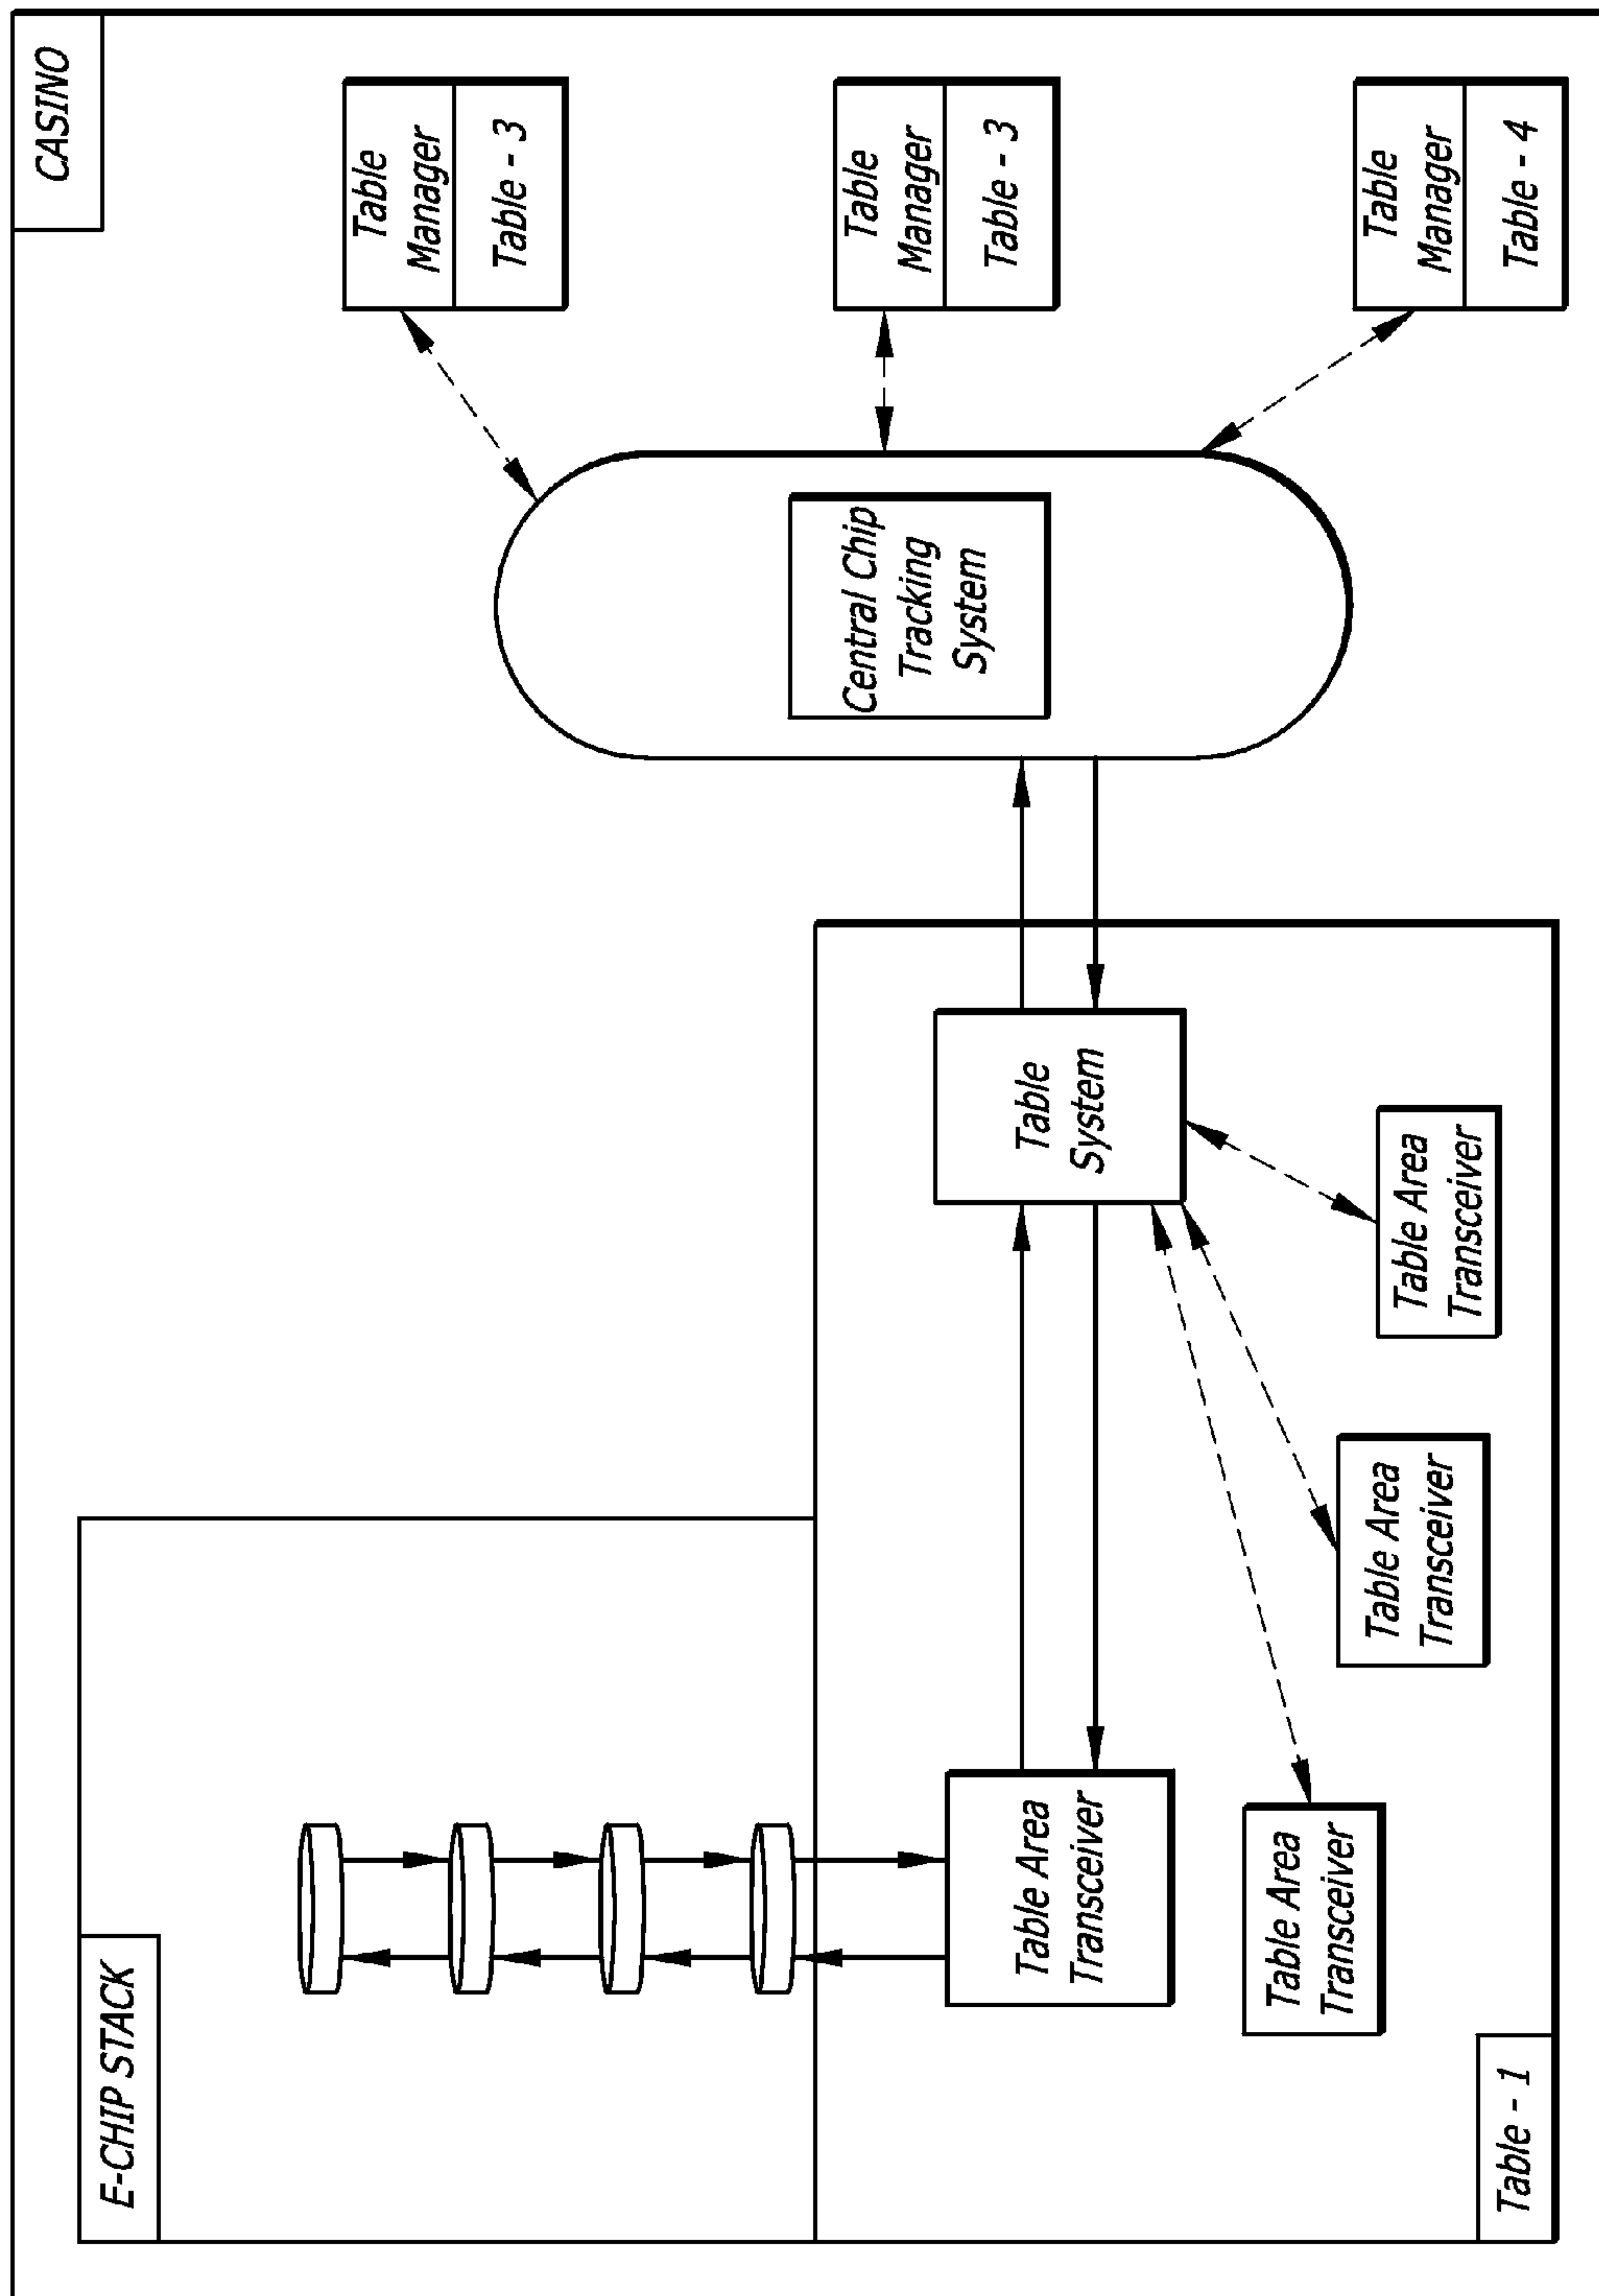 CASINO
E-CHIP STACK
Table
Manager
Table - 3
Central Chip
Tracking
System
Table
Manager
Table - 3
Table Area
Transceiver
Table
System
Table Area
Transceiver
Table Area
Transceiver
Table Area
Transceiver
Table
Manager
Table - 4
Table - 1